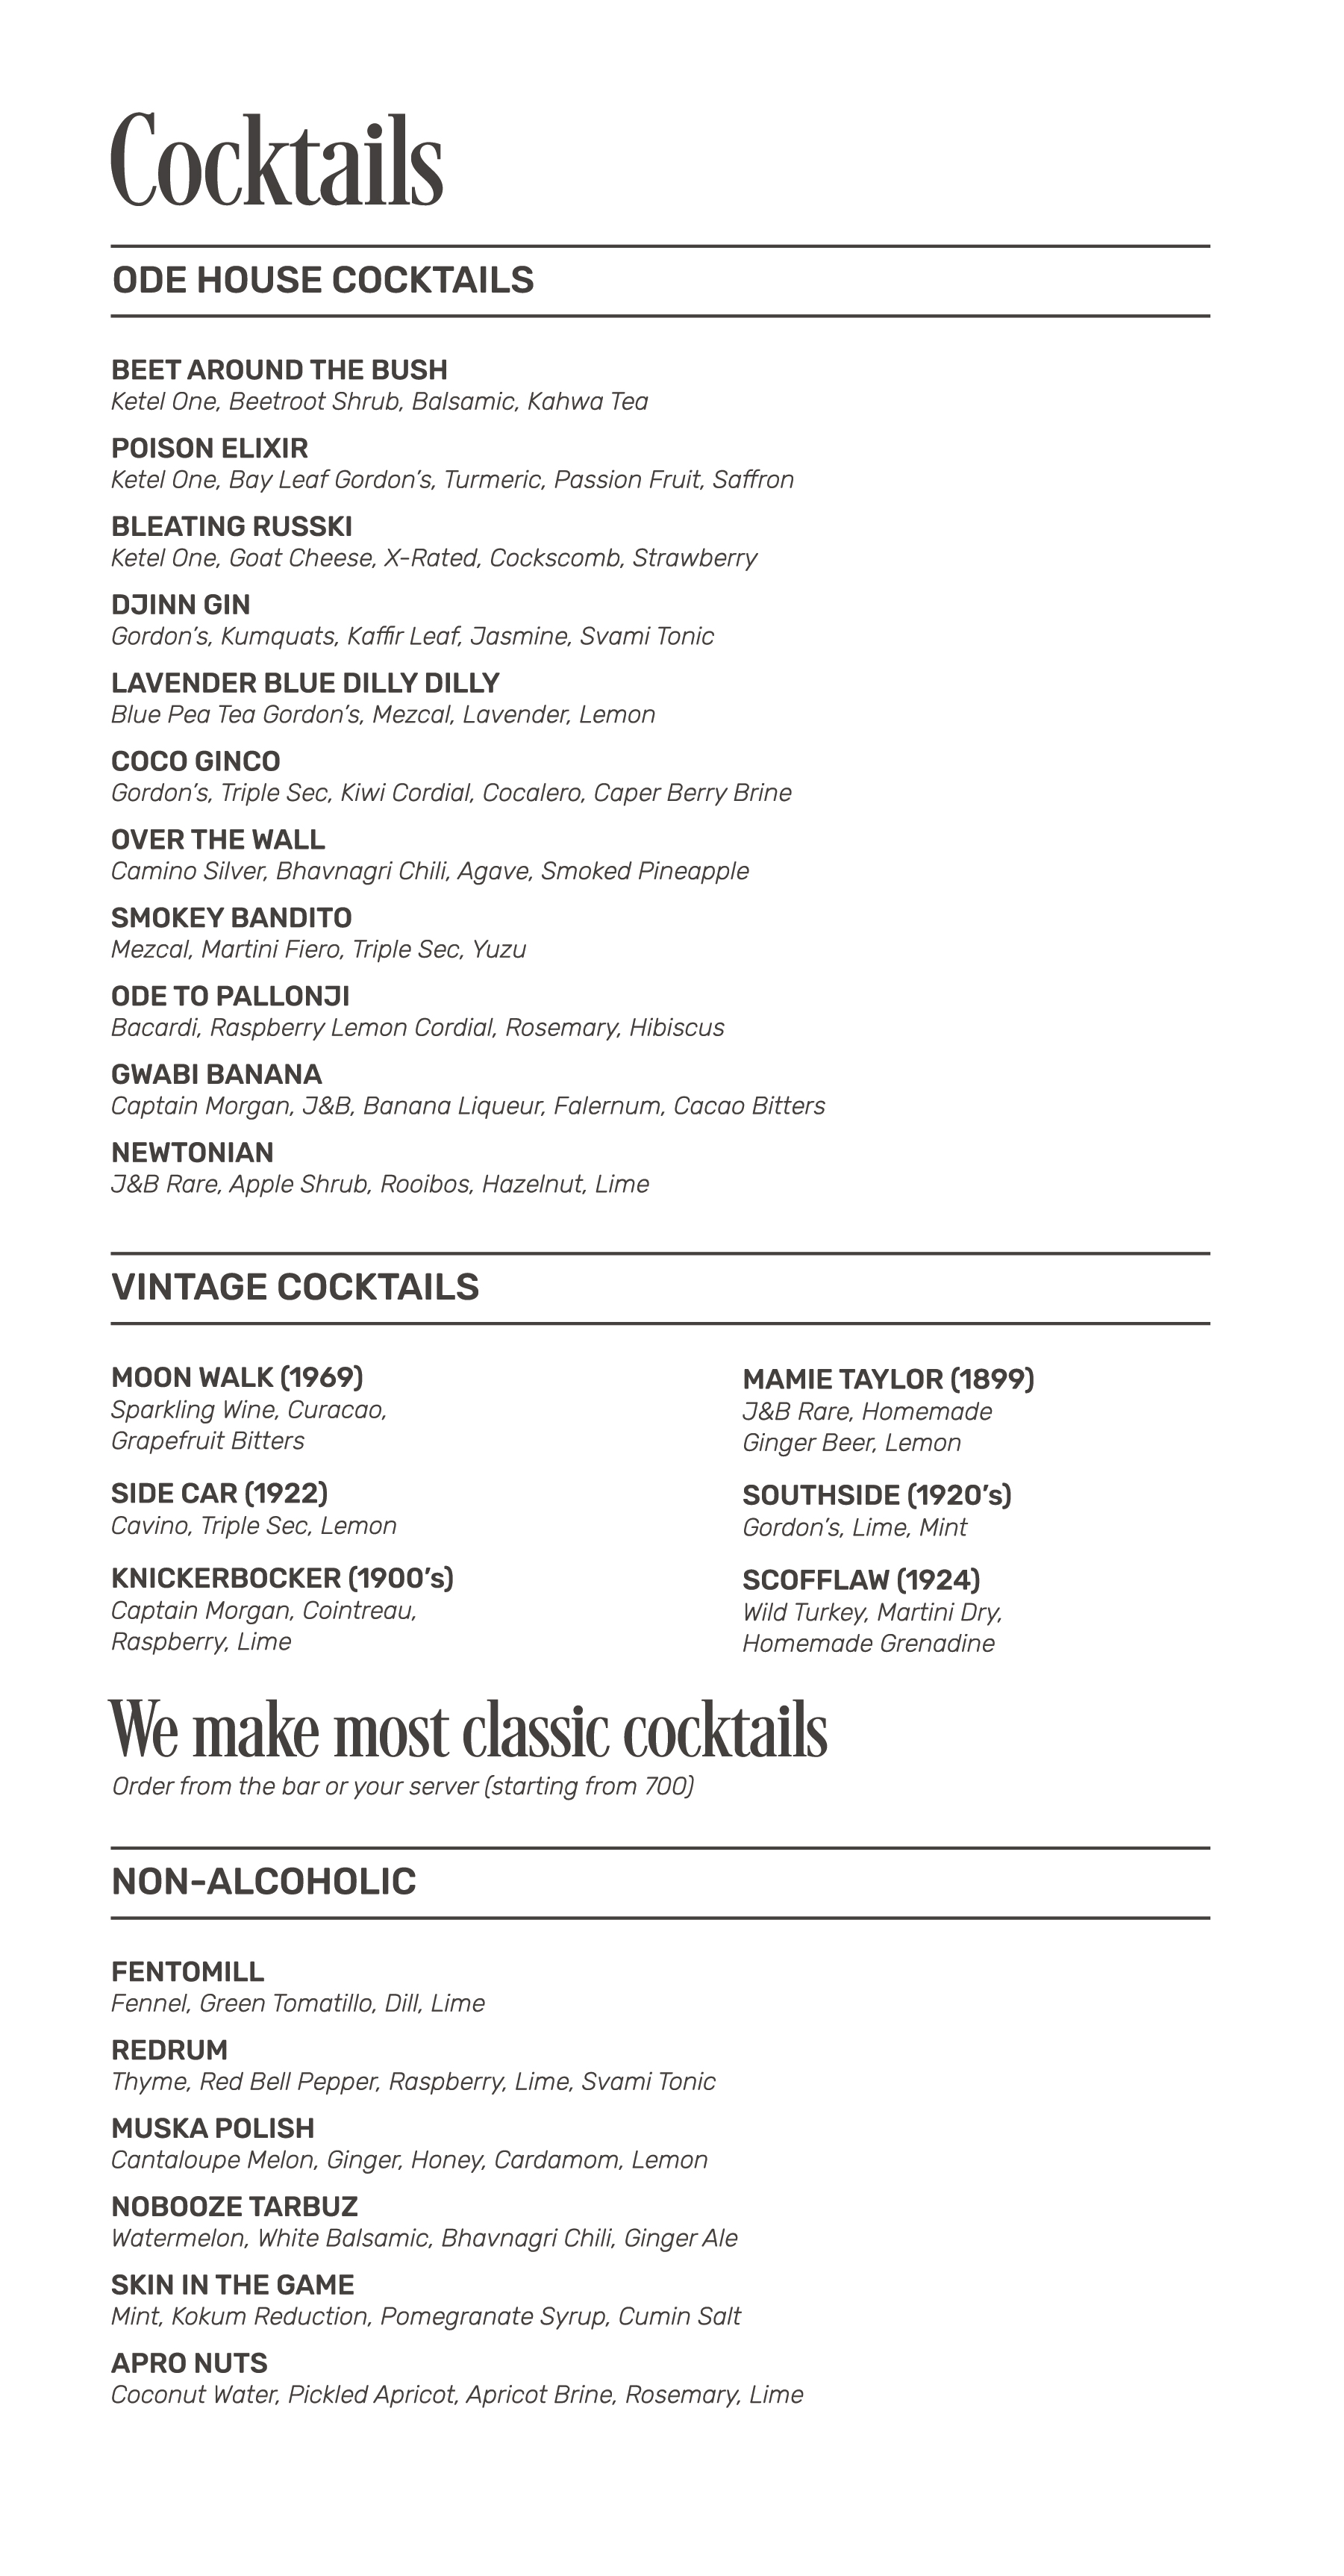 Cocktails
ODE HOUSE COCKTAILS
BEET AROUND THE BUSH
Ketel One, Beetroot Shrub, Balsamic, Kahwa Tea
POISON ELIXIR
Ketel One, Bay Leaf Gordon's, Turmeric, Passion Fruit, Saffron
BLEATING RUSSKI
Ketel One, Goat Cheese, X-Rated, Cockscomb, Strawberry
DJINN GIN
Gordon's, Kumquats, Kaffir Leaf, Jasmine, Svami Tonic
LAVENDER BLUE DILLY DILLY
Blue Pea Tea Gordon's, Mezcal, Lavender, Lemon
COCO GINCO
Gordon's, Triple Sec, Kiwi Cordial, Cocalero, Caper Berry Brine
OVER THE WALL
Camino Silver, Bhavnagri Chili, Agave, Smoked Pineapple
SMOKEY BANDITO
Mezcal, Martini Fiero, Triple Sec, Yuzu
ODE TO PALLONJI
Bacardi, Raspberry Lemon Cordial, Rosemary, Hibiscus
GWABI BANANA
Captain Morgan, J&B, Banana Liqueur, Falernum, Cacao Bitters
NEWTONIAN
J&B Rare, Apple Shrub, Rooibos, Hazelnut, Lime
VINTAGE COCKTAILS
MOON WALK (1969)
Sparkling Wine, Curacao,
Grapefruit Bitters
SIDE CAR (1922)
Cavino, Triple Sec, Lemon
KNICKERBOCKER (1900's)
Captain Morgan, Cointreau,
Raspberry, Lime
MAMIE TAYLOR (1899)
J&B Rare, Homemade
Ginger Beer, Lemon
SOUTHSIDE (1920's)
Gordon's, Lime, Mint
SCOFFLAW (1924)
Wild Turkey, Martini Dry,
Homemade Grenadine
We make most classic cocktails
Order from the bar or your server (starting from 700)
NON-ALCOHOLIC
FENTOMILL
Fennel, Green Tomatillo, Dill, Lime
REDRUM
Thyme, Red Bell Pepper, Raspberry, Lime, Svami Tonic
MUSKA POLISH
Cantaloupe Melon, Ginger, Honey, Cardamom, Lemon
NOBOOZE TARBUZ
Watermelon, White Balsamic, Bhavnagri Chili, Ginger Ale
SKIN IN THE GAME
Mint, Kokum Reduction, Pomegranate Syrup, Cumin Salt
APRO NUTS
Coconut Water, Pickled Apricot, Apricot Brine, Rosemary, Lime